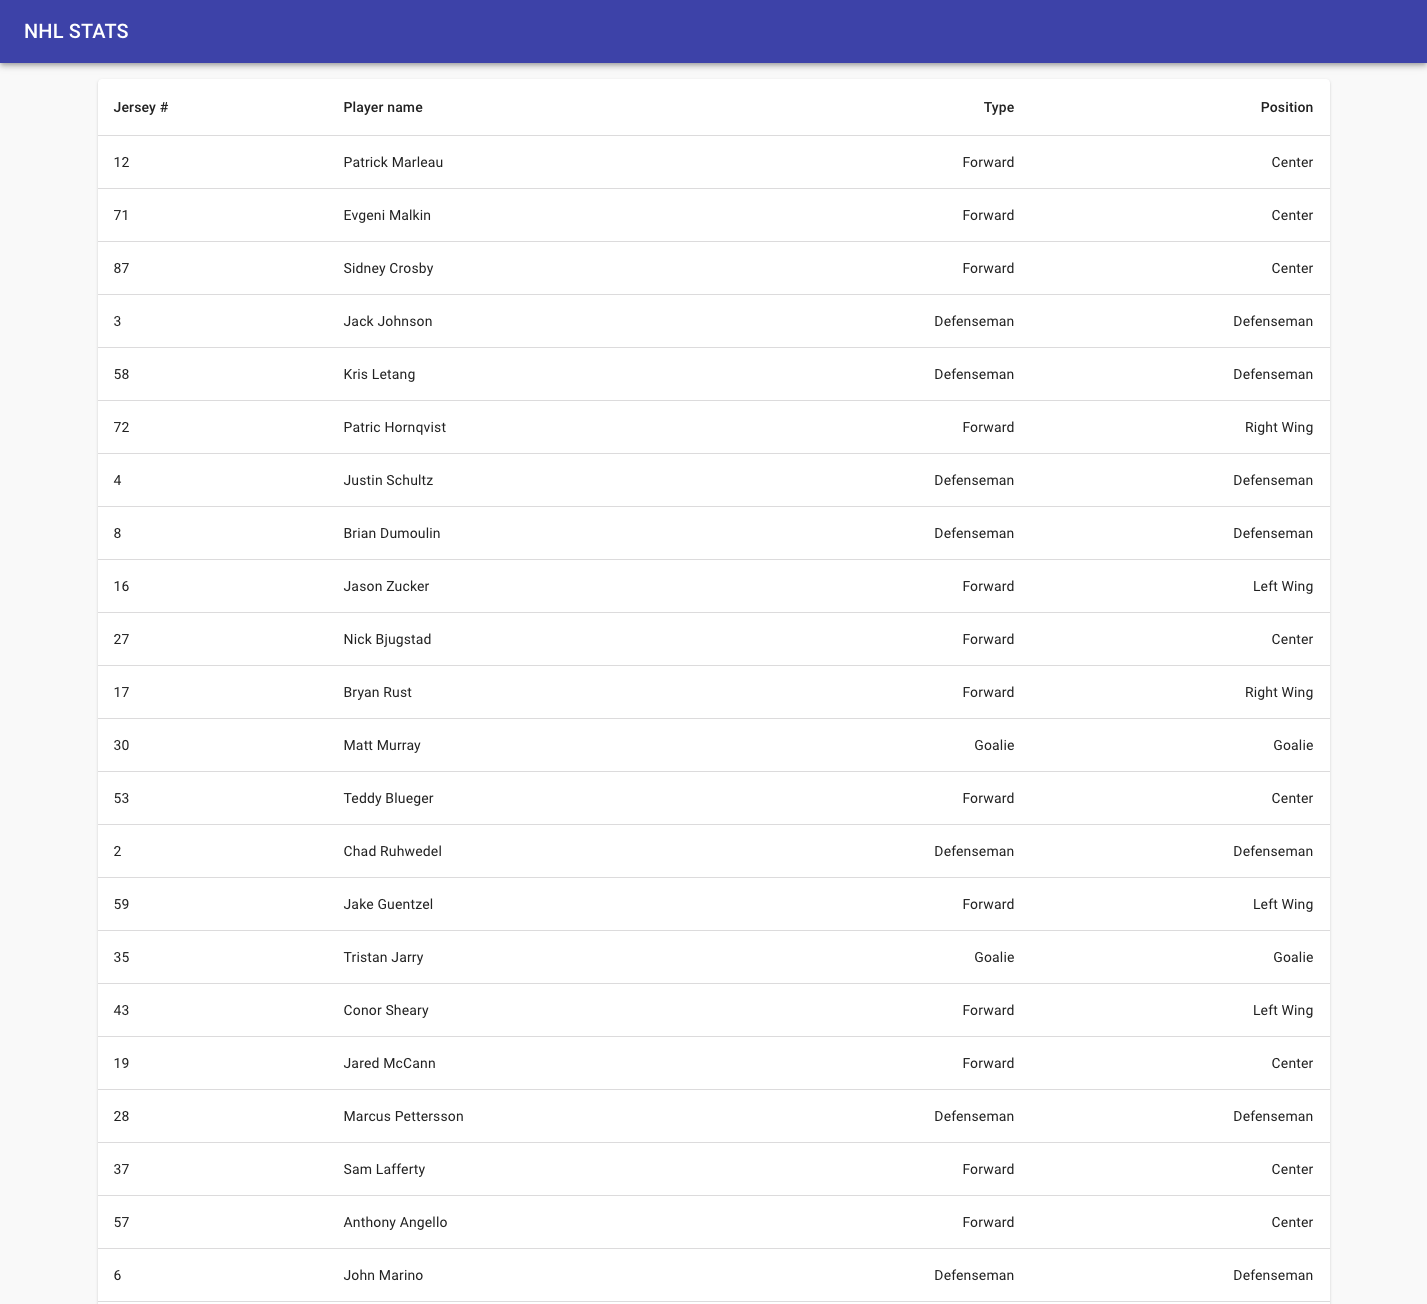 NHL STATS
Jersey # Player name Type Position
12 Patrick Marleau Forward Center
71 Evgeni Malkin Forward Center
87 Sidney Crosby Forward Center
3 Jack Johnson Defenseman Defenseman
58 Kris Letang Defenseman Defenseman
72 Patric Hornqvist Forward Right Wing
4 Justin Schultz Defenseman Defenseman
8 Brian Dumoulin Defenseman Defenseman
16 Jason Zucker Forward Left Wing
27 Nick Bjugstad Forward Center
17 Bryan Rust Forward Right Wing
30 Matt Murray Goalie Goalie
53 Teddy Blueger Forward Center
2 Chad Ruhwedel Defenseman Defenseman
59 Jake Guentzel Forward Left Wing
35 Tristan Jarry Goalie Goalie
43 Conor Sheary Forward Left Wing
19 Jared McCann Forward Center
28 Marcus Pettersson Defenseman Defenseman
37 Sam Lafferty Forward Center
57 Anthony Angello Forward Center
6 John Marino Defenseman Defenseman